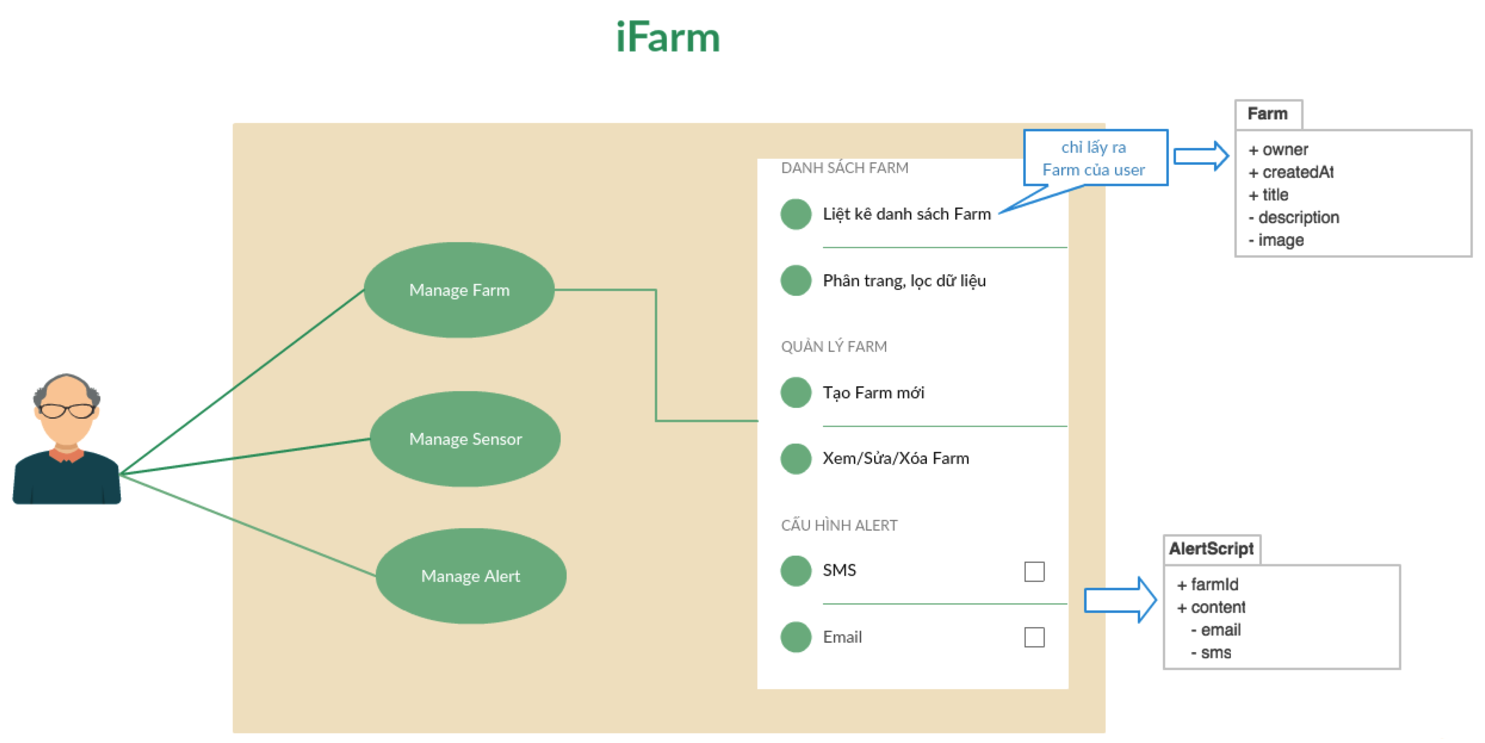 iFarm
Manage Farm
Manage Sensor
Manage Alert
DANH SÁCH FARM
Liệt kê danh sách Farm
Phân trang, lọc dữ liệu
QUẢN LÝ FARM
Tạo Farm mới
Xem/Sửa/Xóa Farm
CẤU HÌNH ALERT
SMS
Email
chỉ lấy ra
Farm của user
Farm
+ owner
+ createdAt
+ title
- description
- image
AlertScript
+ farmId
+ content
- email
- sms